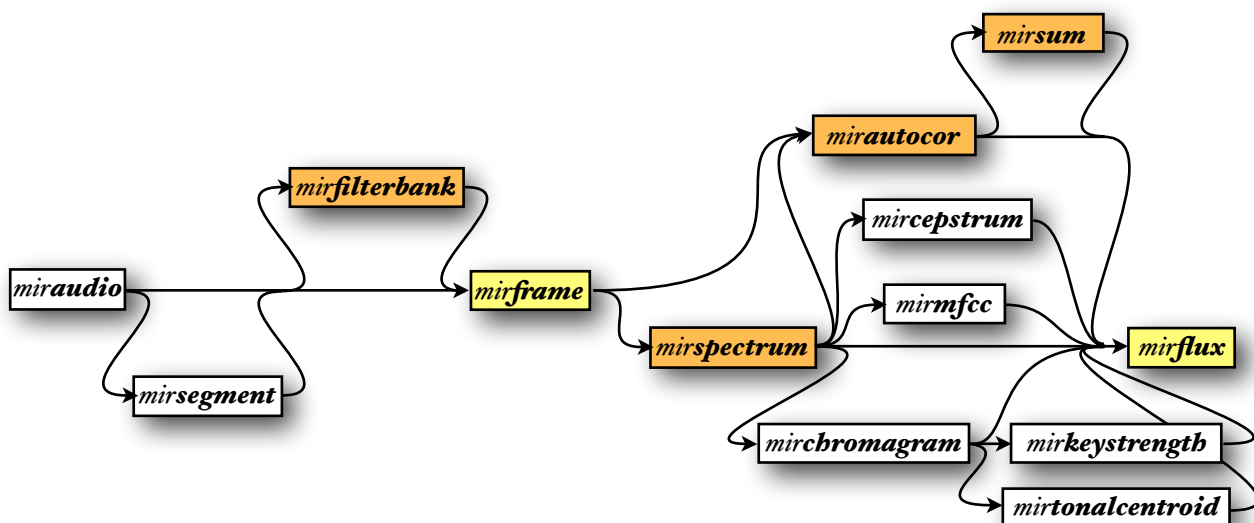 mirsum
mirautocor
mirfilterbank
mircepstrum
miraudio
mirframe
mirmfcc
mirspectrum
mirflux
mirsegment
mirchromagram
mirkeystrength
mirtonalcentroid